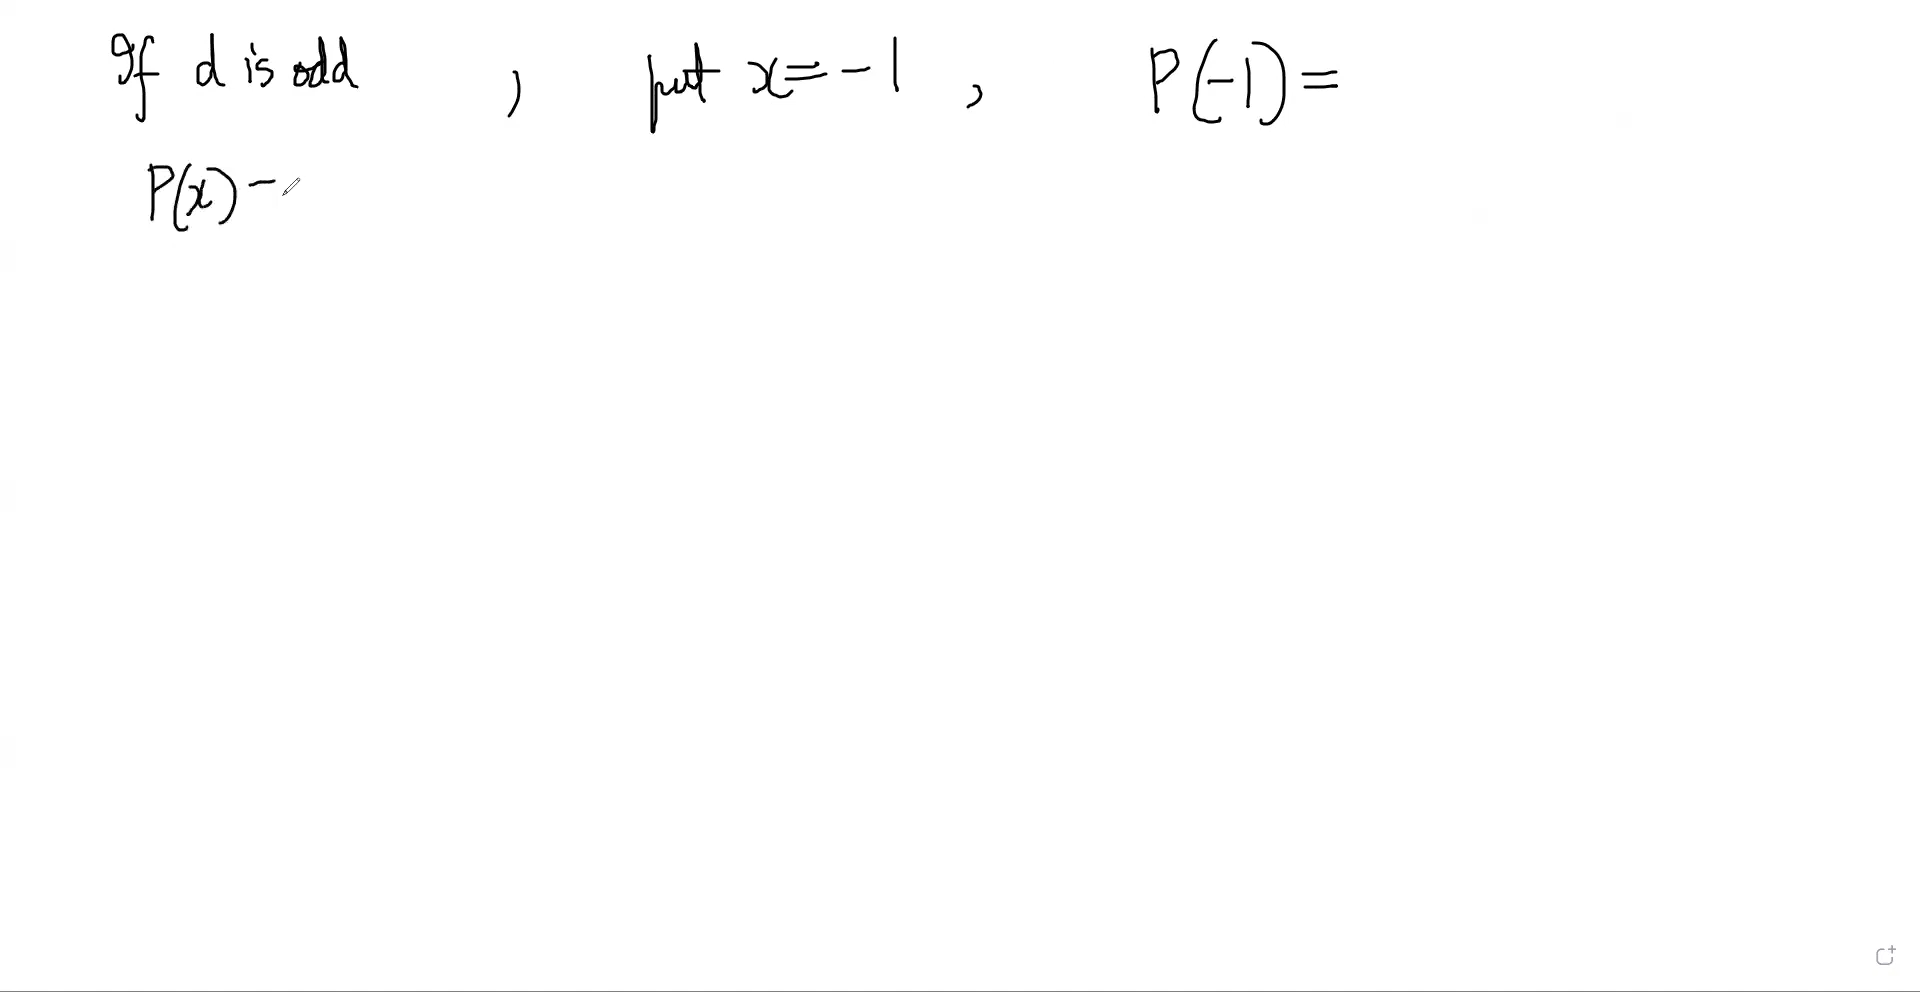 If d is odd , put x = -1 , P(-1) =
P(x) -